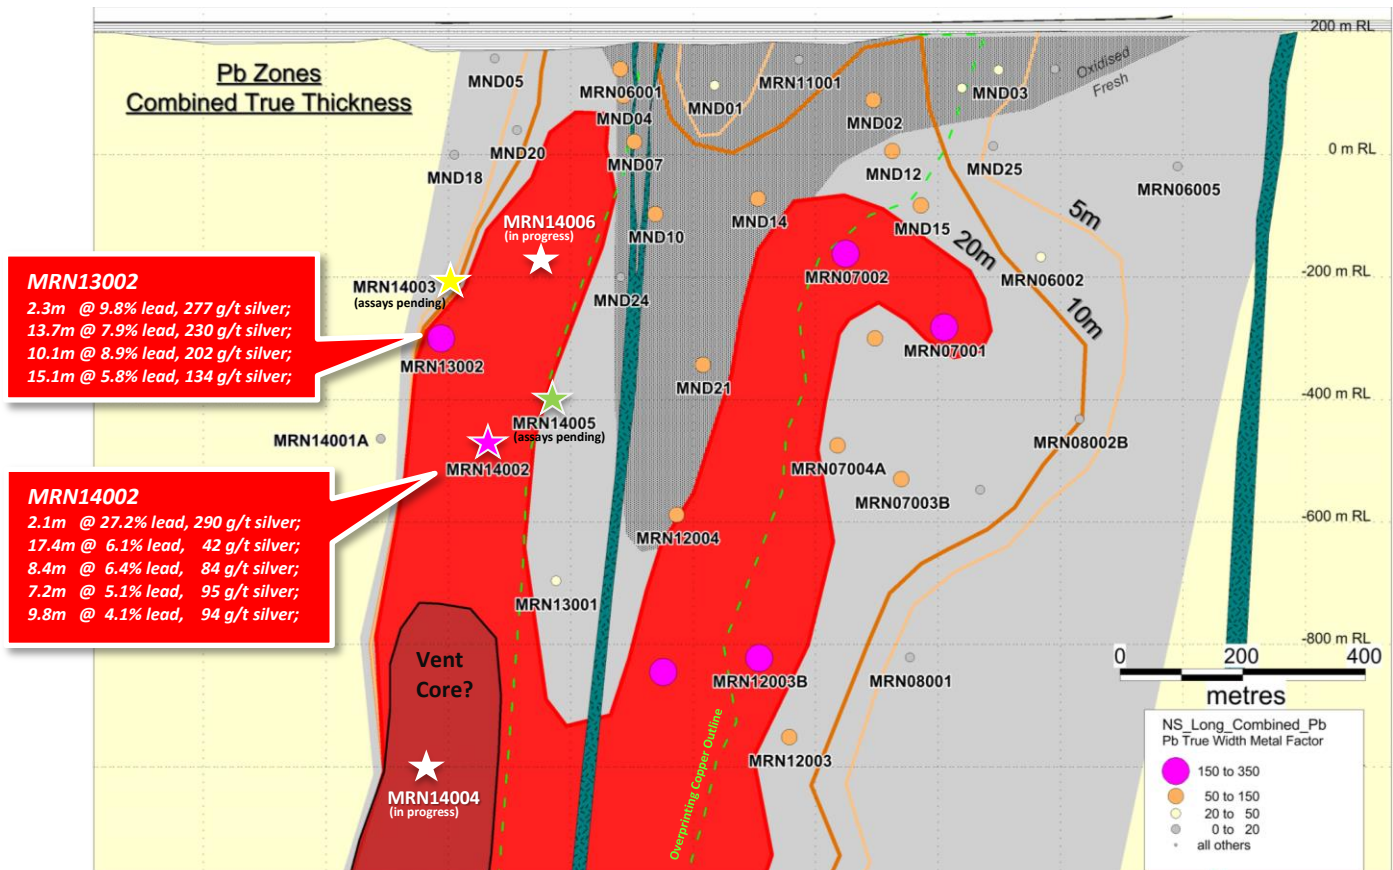 Pb Zones
Combined True Thickness
200 m RL
Oxidised
Fresh
MND05
MRN06001
MND04
MND01
MRN11001
MND02
MND03
MND20
MND18
MND07
0 m RL
MND12
MND25
MRN06005
MRN14006
(in progress)
MND10
MND14
MND15
5m
20m
10m
MRN07002
MRN06002
-200 m RL
MRN14003
(assays pending)
MND24
MRN13002
2.3m @ 9.8% lead, 277 g/t silver;
13.7m @ 7.9% lead, 230 g/t silver;
10.1m @ 8.9% lead, 202 g/t silver;
15.1m @ 5.8% lead, 134 g/t silver;
MRN13002
MRN07001
MND21
-400 m RL
MRN14005
(assays pending)
MRN14001A
MRN14002
MRN08002B
MRN07004A
MRN07003B
MRN14002
2.1m @ 27.2% lead, 290 g/t silver;
17.4m @ 6.1% lead, 42 g/t silver;
8.4m @ 6.4% lead, 84 g/t silver;
7.2m @ 5.1% lead, 95 g/t silver;
9.8m @ 4.1% lead, 94 g/t silver;
-600 m RL
MRN12004
MRN13001
-800 m RL
Vent
Core?
MRN12003B
MRN08001
0 200 400
metres
Overprinting Copper Outline
MRN12003
MRN14004
(in progress)
NS_Long_Combined_Pb
Pb True Width Metal Factor
150 to 350
50 to 150
20 to 50
0 to 20
all others